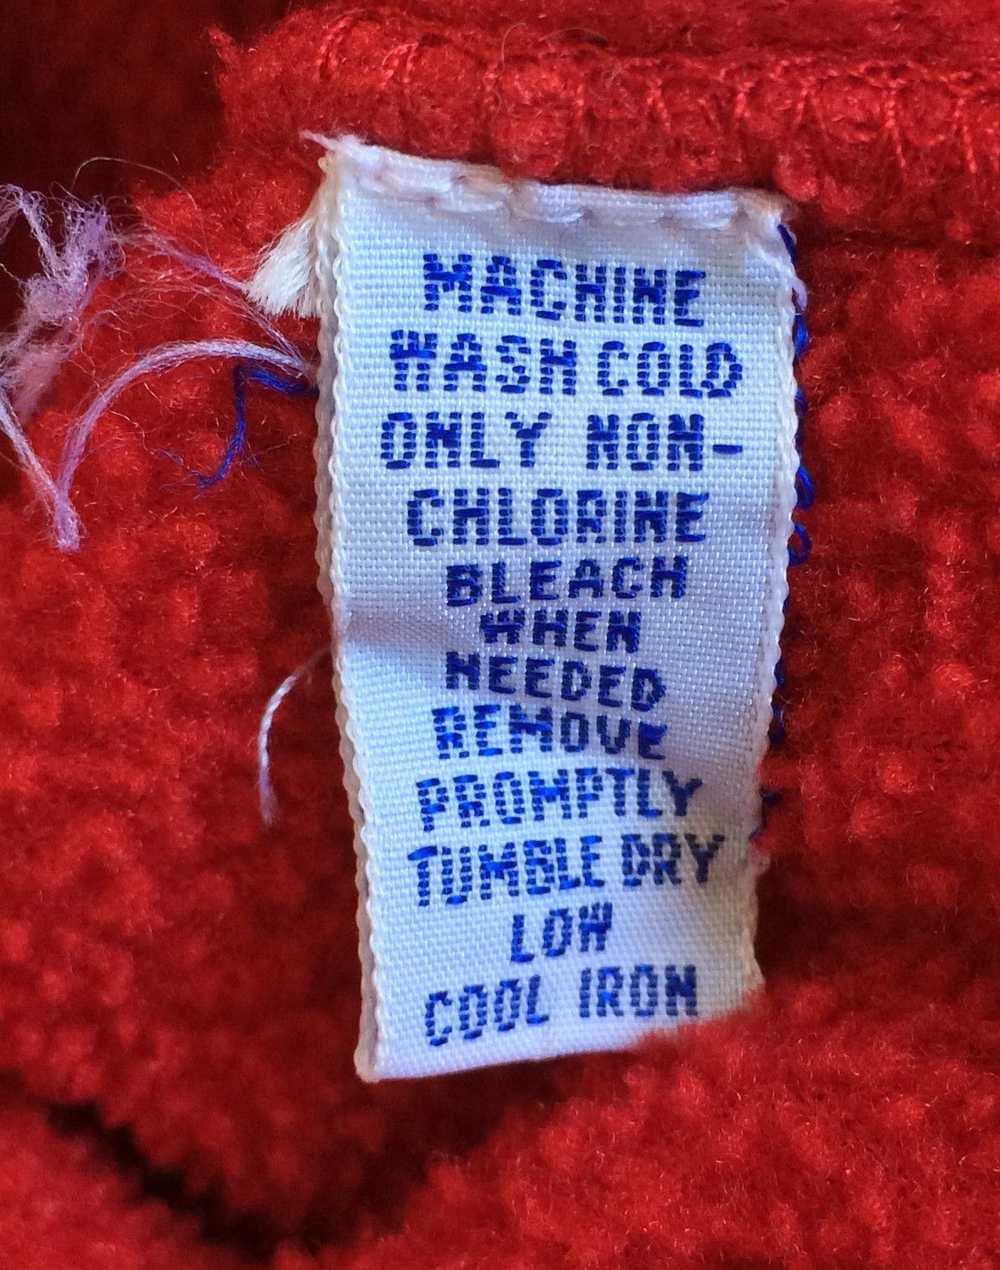 MACHINE
WASH COLD
ONLY NON-
CHLORINE
BLEACH
WHEN
NEEDED
REMOVE
PROMPTLY
TUMBLE DRY
LOW
COOL IRON